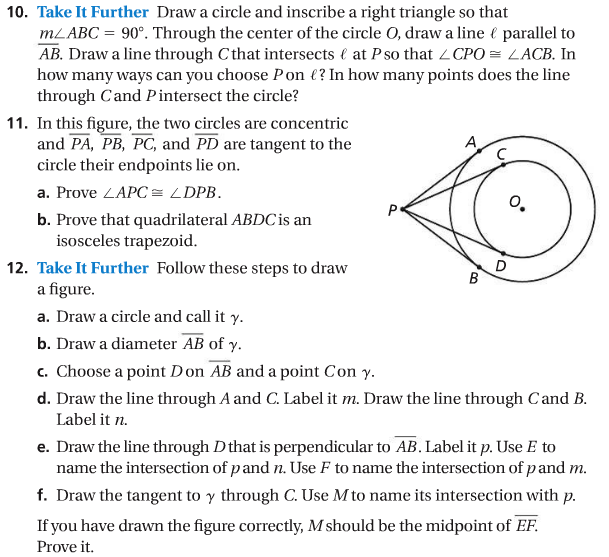 10. Take It Further Draw a circle and inscribe a right triangle so that
m∠ABC = 90°. Through the center of the circle O, draw a line ℓ parallel to
AB. Draw a line through C that intersects ℓ at P so that ∠CPO ≅ ∠ACB. In
how many ways can you choose P on ℓ? In how many points does the line
through C and P intersect the circle?
11. In this figure, the two circles are concentric
and PA, PB, PC, and PD are tangent to the
circle their endpoints lie on.
a. Prove ∠APC ≅ ∠DPB.
b. Prove that quadrilateral ABDC is an
isosceles trapezoid.
A
C
P
O
D
B
12. Take It Further Follow these steps to draw
a figure.
a. Draw a circle and call it γ.
b. Draw a diameter AB of γ.
c. Choose a point D on AB and a point C on γ.
d. Draw the line through A and C. Label it m. Draw the line through C and B.
Label it n.
e. Draw the line through D that is perpendicular to AB. Label it p. Use E to
name the intersection of p and n. Use F to name the intersection of p and m.
f. Draw the tangent to γ through C. Use M to name its intersection with p.
If you have drawn the figure correctly, M should be the midpoint of EF.
Prove it.